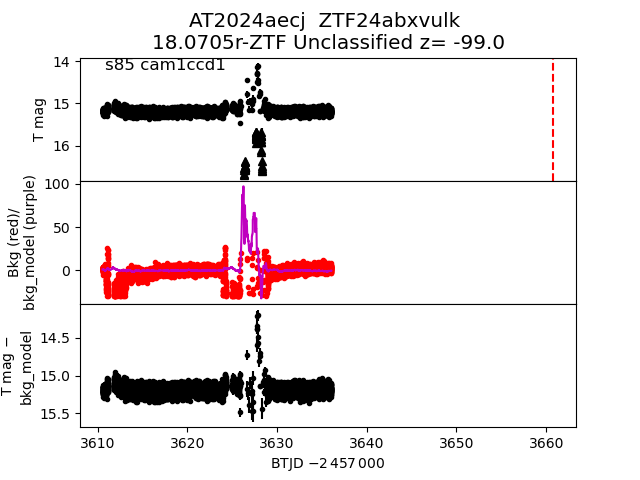 AT2024aecj  ZTF24abxvulk
18.0705r-ZTF Unclassified z= -99.0
s85 cam1ccd1
14
15
16
T mag
100
50
0
Bkg (red)/
bkg_model (purple)
14.5
15.0
15.5
T mag −
bkg_model
3610 3620 3630 3640 3650 3660
BTJD −2 457 000